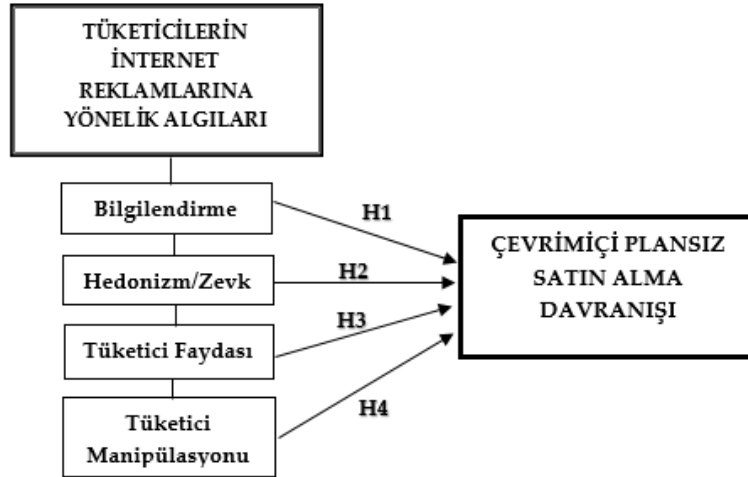 TÜKETİCİLERİN
İNTERNET
REKLAMLARINA
YÖNELİK ALGILARI
Bilgilendirme
H1
Hedonizm/Zevk
H2
Tüketici Faydası
H3
Tüketici
Manipülasyonu
H4
ÇEVRİMİÇİ PLANSIZ
SATIN ALMA
DAVRANIŞI